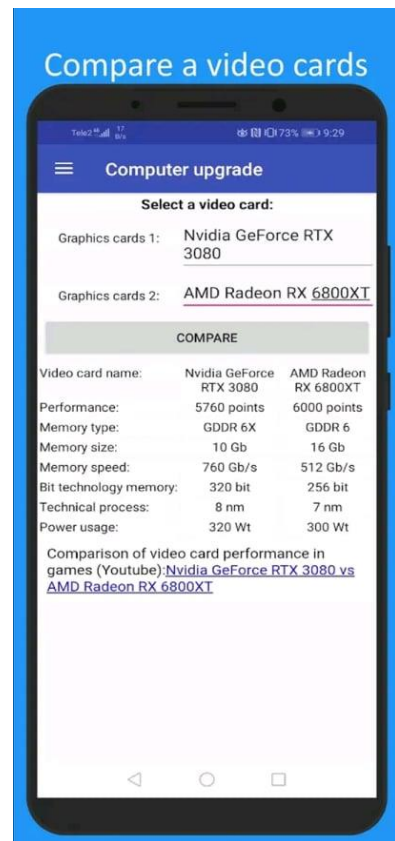 Compare a video cards
Tele2 46 17 B/s 73% 9:29
Computer upgrade
Select a video card:
Graphics cards 1: Nvidia GeForce RTX
3080
Graphics cards 2: AMD Radeon RX 6800XT
COMPARE
Video card name: Nvidia GeForce AMD Radeon
RTX 3080 RX 6800XT
Performance: 5760 points 6000 points
Memory type: GDDR 6X GDDR 6
Memory size: 10 Gb 16 Gb
Memory speed: 760 Gb/s 512 Gb/s
Bit technology memory: 320 bit 256 bit
Technical process: 8 nm 7 nm
Power usage: 320 Wt 300 Wt
Comparison of video card performance in
games (Youtube):Nvidia GeForce RTX 3080 vs
AMD Radeon RX 6800XT